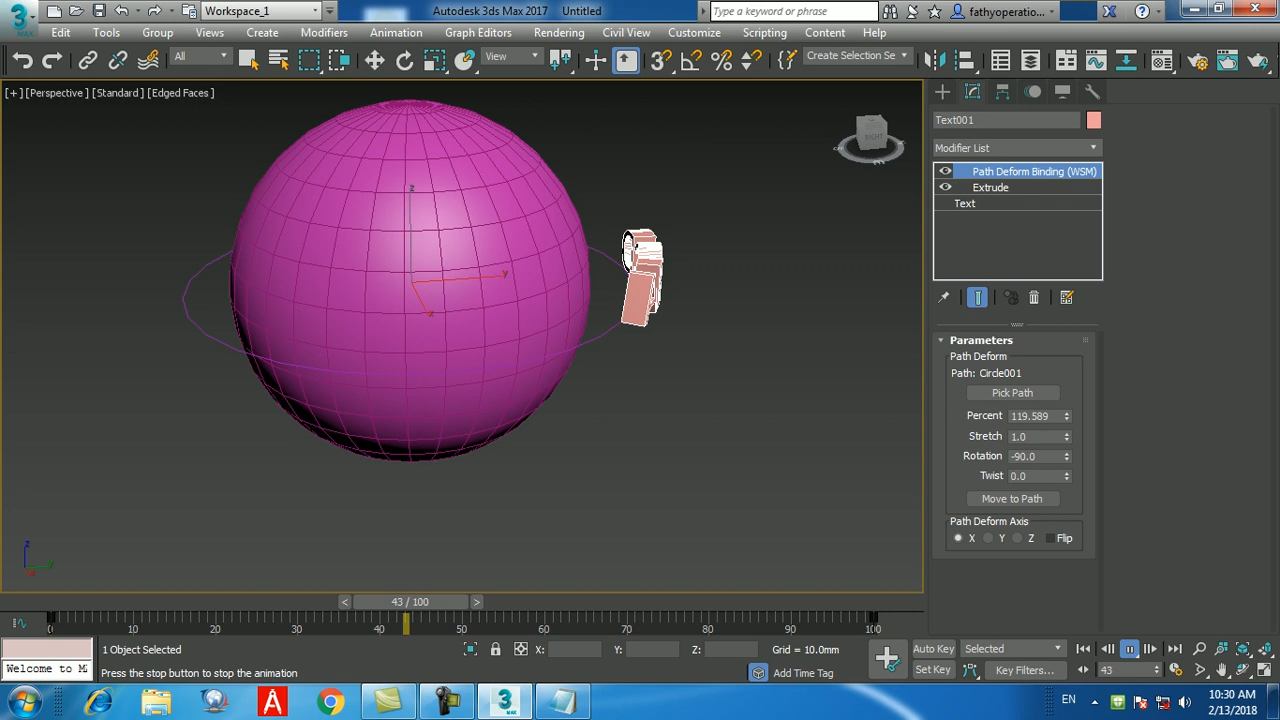 Workspace_1
Autodesk 3ds Max 2017 Untitled
Type a keyword or phrase
fathyoperatio...
MAX
Edit Tools Group Views Create Modifiers Animation Graph Editors Rendering Civil View Customize Scripting Content Help
All
View
Create Selection Se
[+] [Perspective ] [Standard ] [Edged Faces ]
RIGHT
z
y
x
Text001
Modifier List
Path Deform Binding (WSM)
Extrude
Text
Parameters
Path Deform
Path: Circle001
Pick Path
Percent 119.589
Stretch 1.0
Rotation -90.0
Twist 0.0
Move to Path
Path Deform Axis
X Y Z Flip
z
y
< 43 / 100 >
0 10 20 30 40 50 60 70 80 90 100
1 Object Selected
X: Y: Z:
Grid = 10.0mm
Auto Key
Selected
Welcome to M
Press the stop button to stop the animation
Add Time Tag
Set Key
Key Filters...
43
EN
10:30 AM
2/13/2018